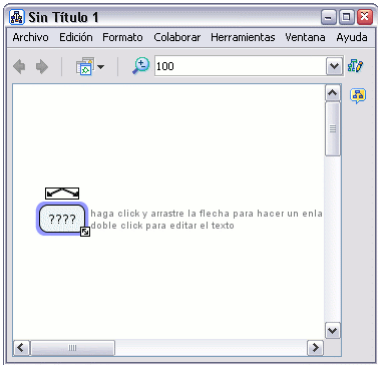 Sin Título 1
Archivo Edición Formato Colaborar Herramientas Ventana Ayuda
100
???? haga click y arrastre la flecha para hacer un enla
doble click para editar el texto